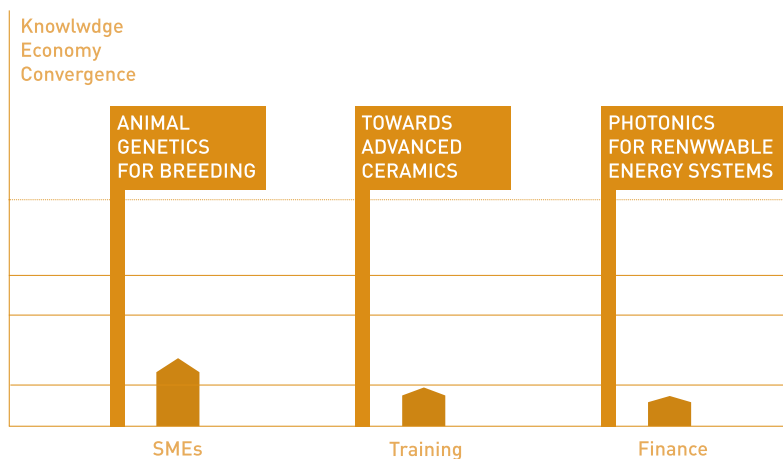 Knowlwdge
Economy
Convergence
ANIMAL
GENETICS
FOR BREEDING
TOWARDS
ADVANCED
CERAMICS
PHOTONICS
FOR RENWWABLE
ENERGY SYSTEMS
SMEs
Training
Finance